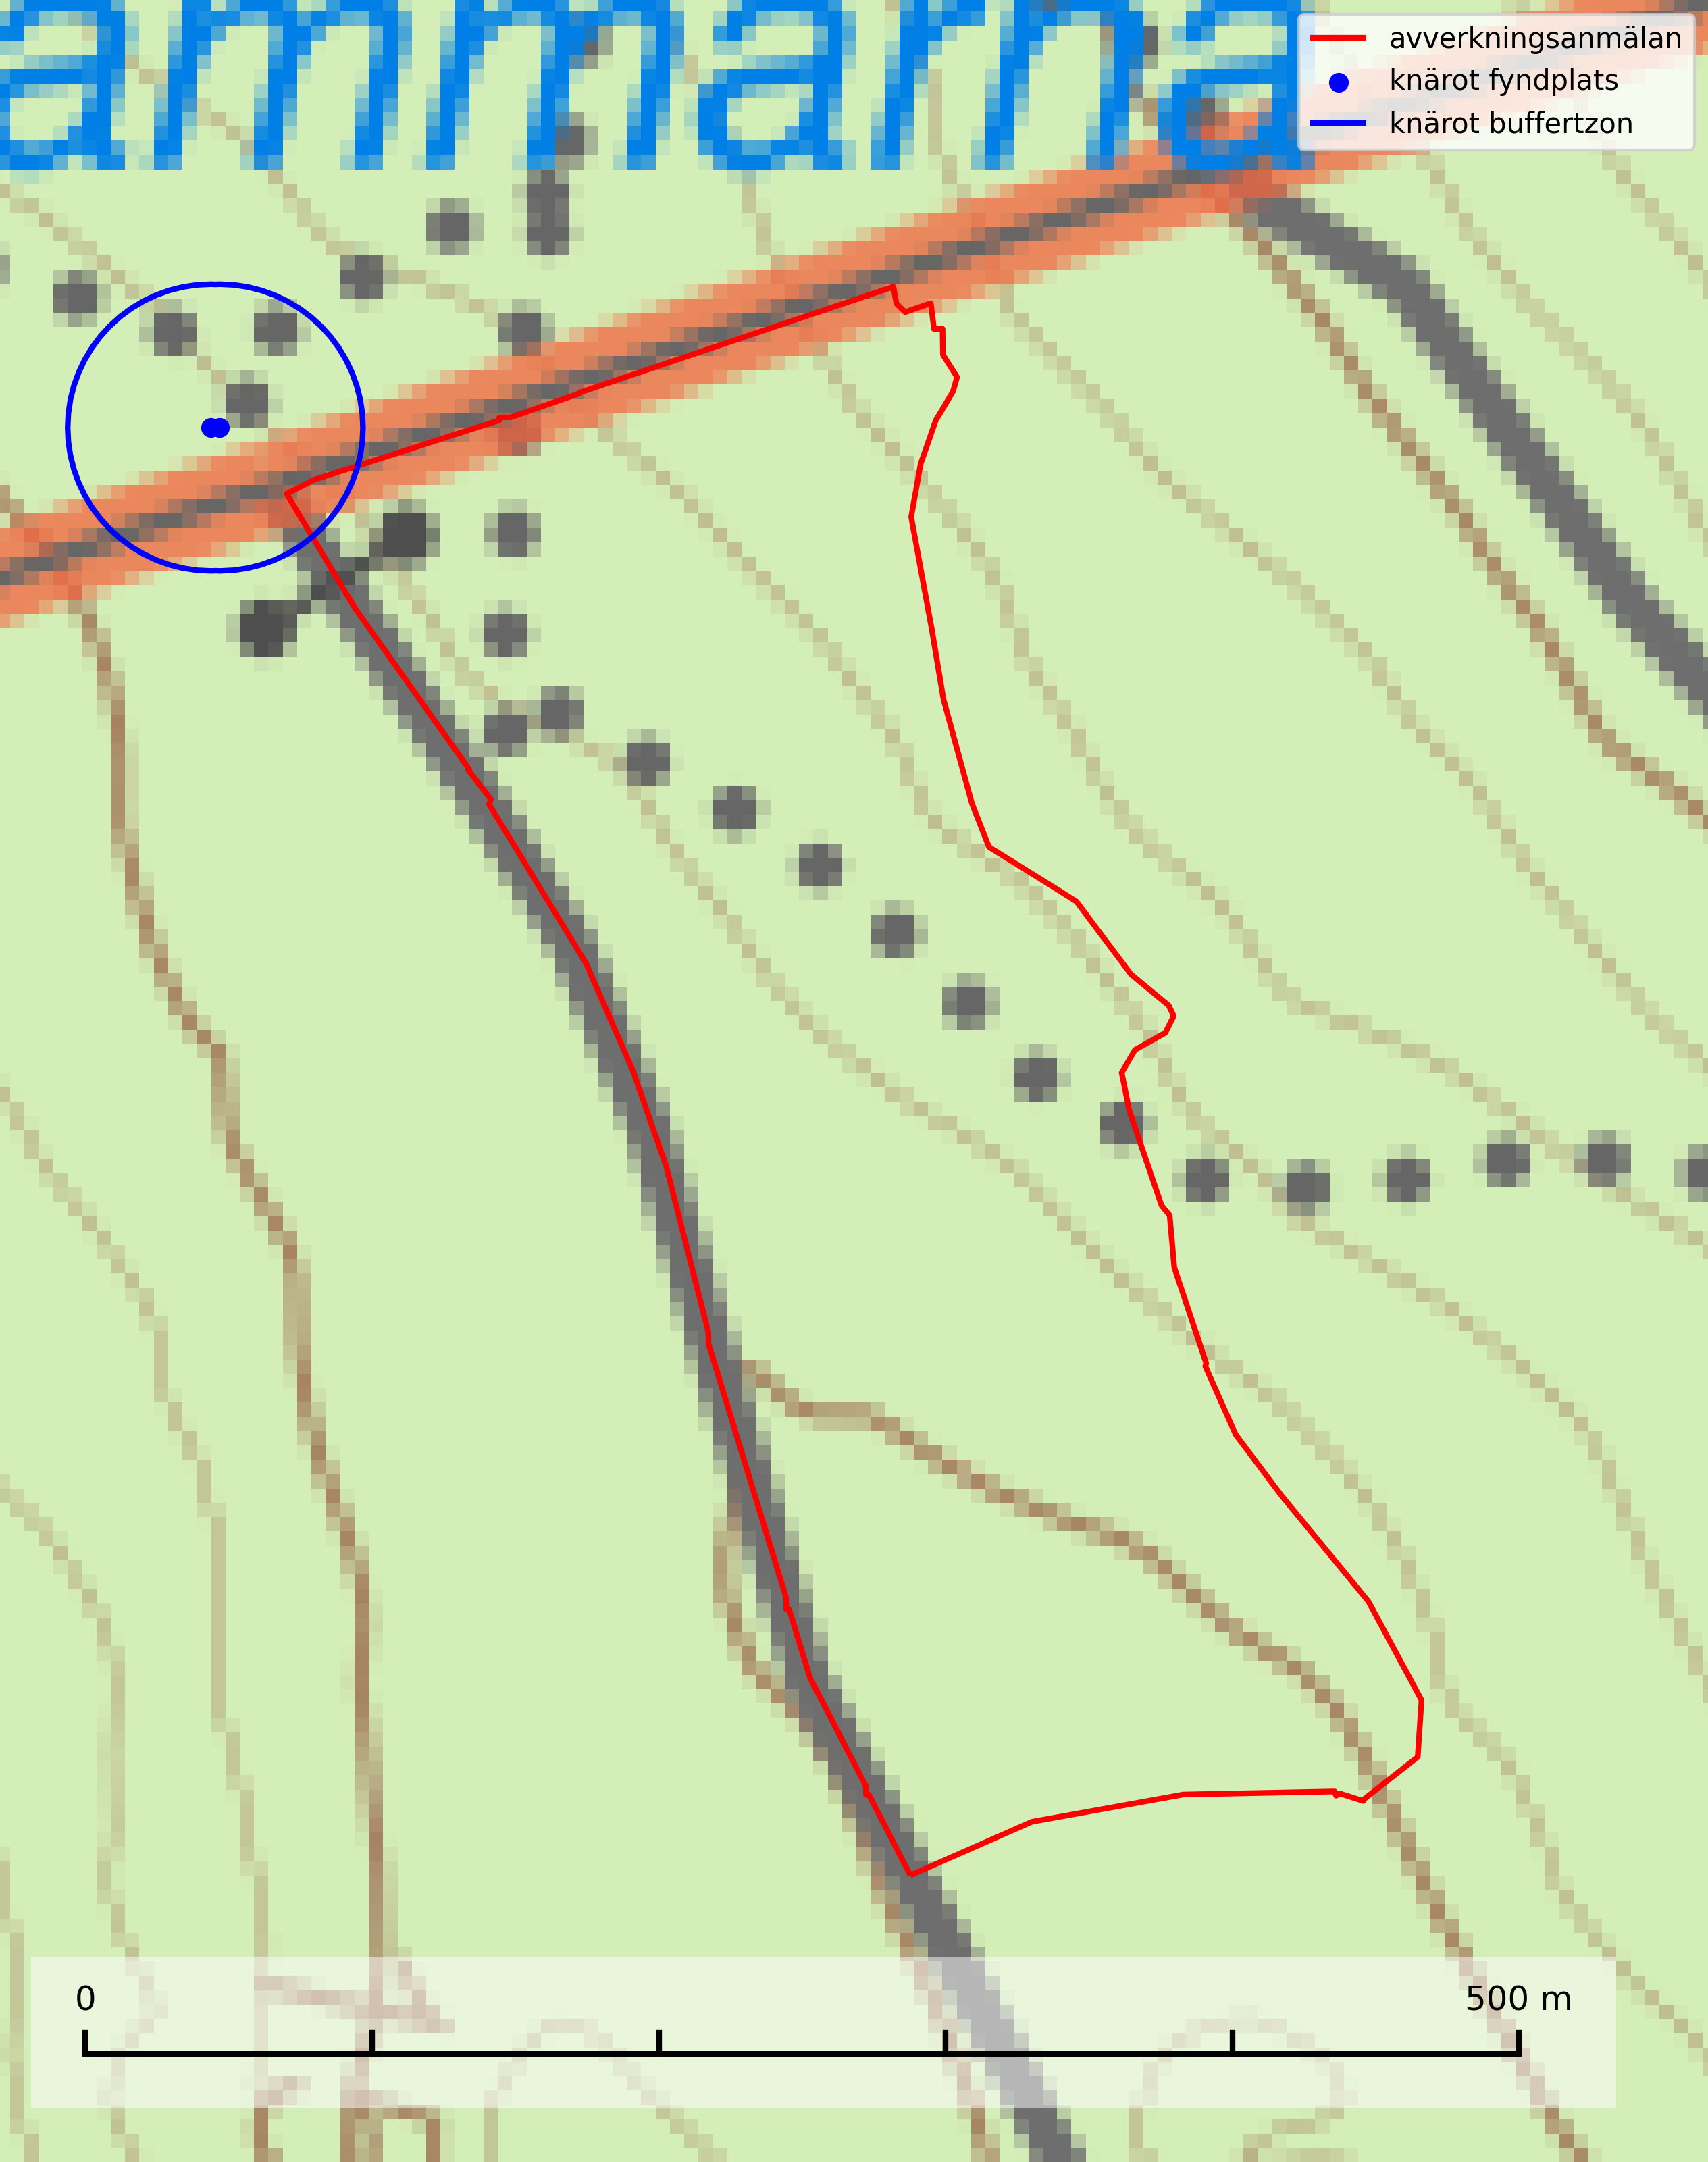 ammarna
avverkningsanmälan
knärot fyndplats
knärot buffertzon
0
500 m